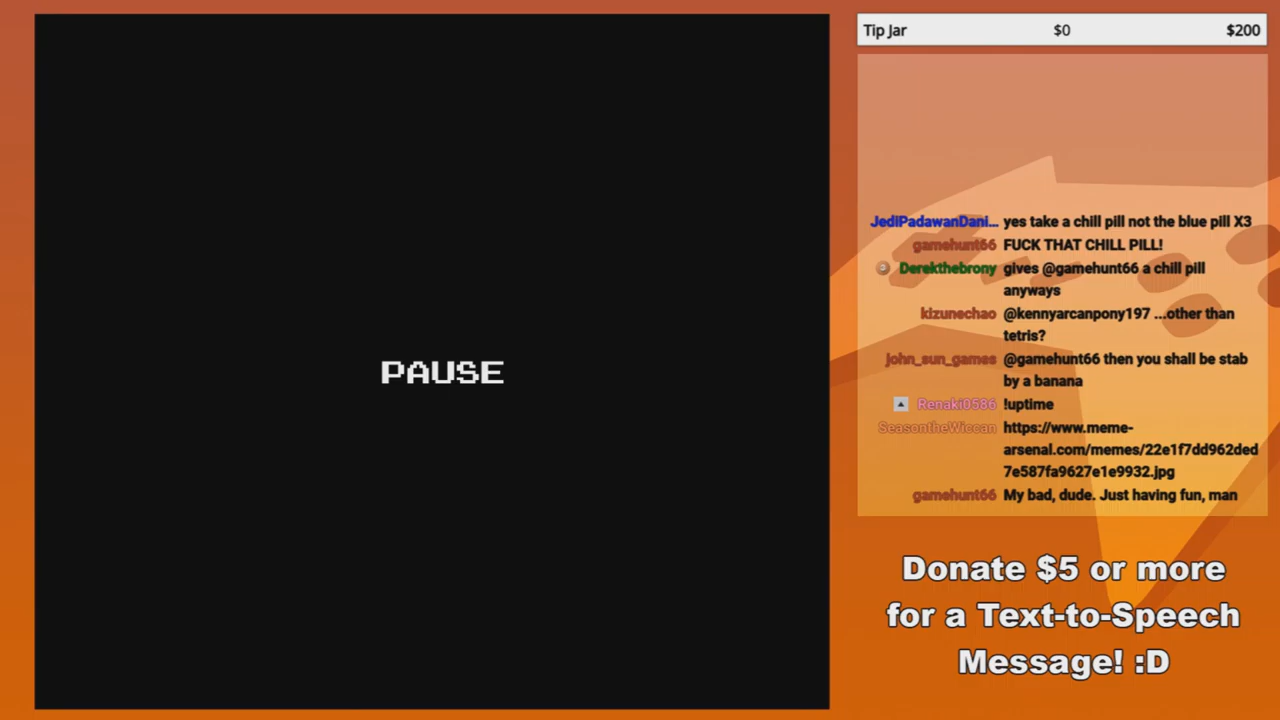 PAUSE
Tip Jar $0 $200
JediPadawanDani... yes take a chill pill not the blue pill X3
gamehunt66 FUCK THAT CHILL PILL!
Derekthebrony gives @gamehunt66 a chill pill
anyways
kizunechao @kennyarcanpony197 ...other than
tetris?
john_sun_games @gamehunt66 then you shall be stab
by a banana
Renaki0586 !uptime
SeasontheWiccan https://www.meme-
arsenal.com/memes/22e1f7dd962ded
7e587fa9627e1e9932.jpg
gamehunt66 My bad, dude. Just having fun, man
Donate $5 or more
for a Text-to-Speech
Message! :D